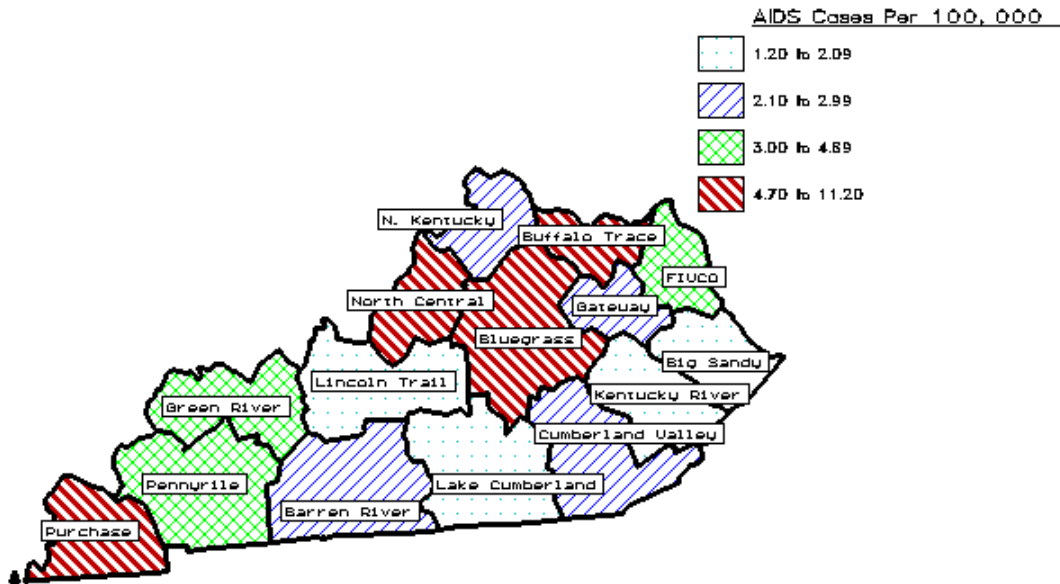 AIDS Cases Per 100,000
1.20 to 2.09
2.10 to 2.99
3.00 to 4.69
4.70 to 11.20
N. Kentucky
Buffalo Trace
FIVCO
North Central
Gateway
Bluegrass
Big Sandy
Lincoln Trail
Kentucky River
Green River
Cumberland Valley
Pennyrile
Lake Cumberland
Barren River
Purchase